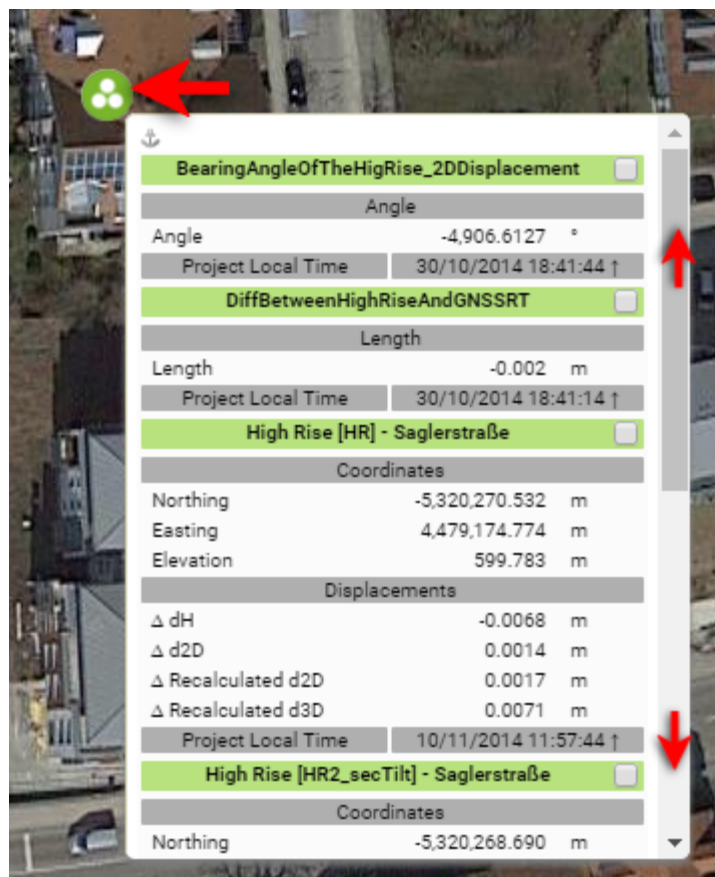 BearingAngleOfTheHigRise_2DDisplacement
Angle
Angle -4,906.6127 °
Project Local Time 30/10/2014 18:41:44 ↑
DiffBetweenHighRiseAndGNSSRT
Length
Length -0.002 m
Project Local Time 30/10/2014 18:41:14 ↑
High Rise [HR] - Saglerstraße
Coordinates
Northing -5,320,270.532 m
Easting 4,479,174.774 m
Elevation 599.783 m
Displacements
Δ dH -0.0068 m
Δ d2D 0.0014 m
Δ Recalculated d2D 0.0017 m
Δ Recalculated d3D 0.0071 m
Project Local Time 10/11/2014 11:57:44 ↑
High Rise [HR2_secTilt] - Saglerstraße
Coordinates
Northing -5,320,268.690 m